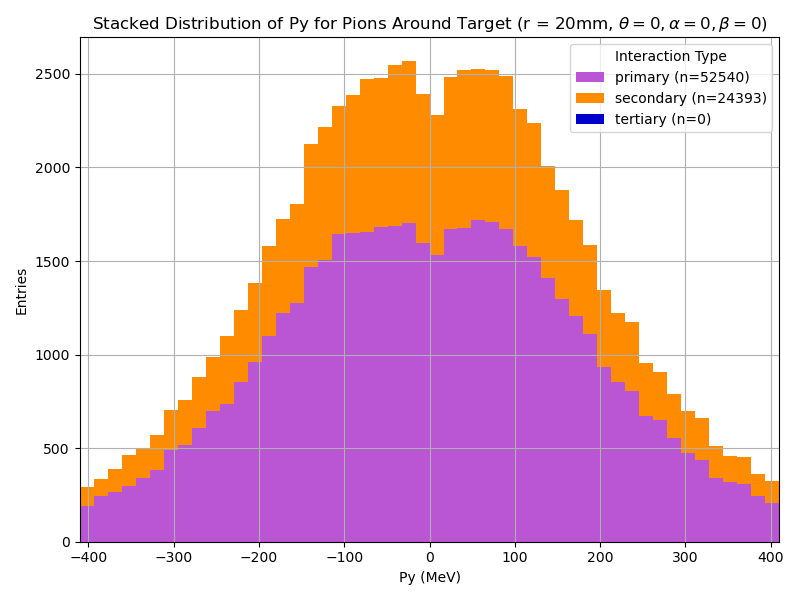 Stacked Distribution of Py for Pions Around Target (r = 20mm, θ = 0, α = 0, β = 0)
Interaction Type
primary (n=52540)
secondary (n=24393)
tertiary (n=0)
2500
2000
1500
1000
500
0
Entries
−400 −300 −200 −100 0 100 200 300 400
Py (MeV)